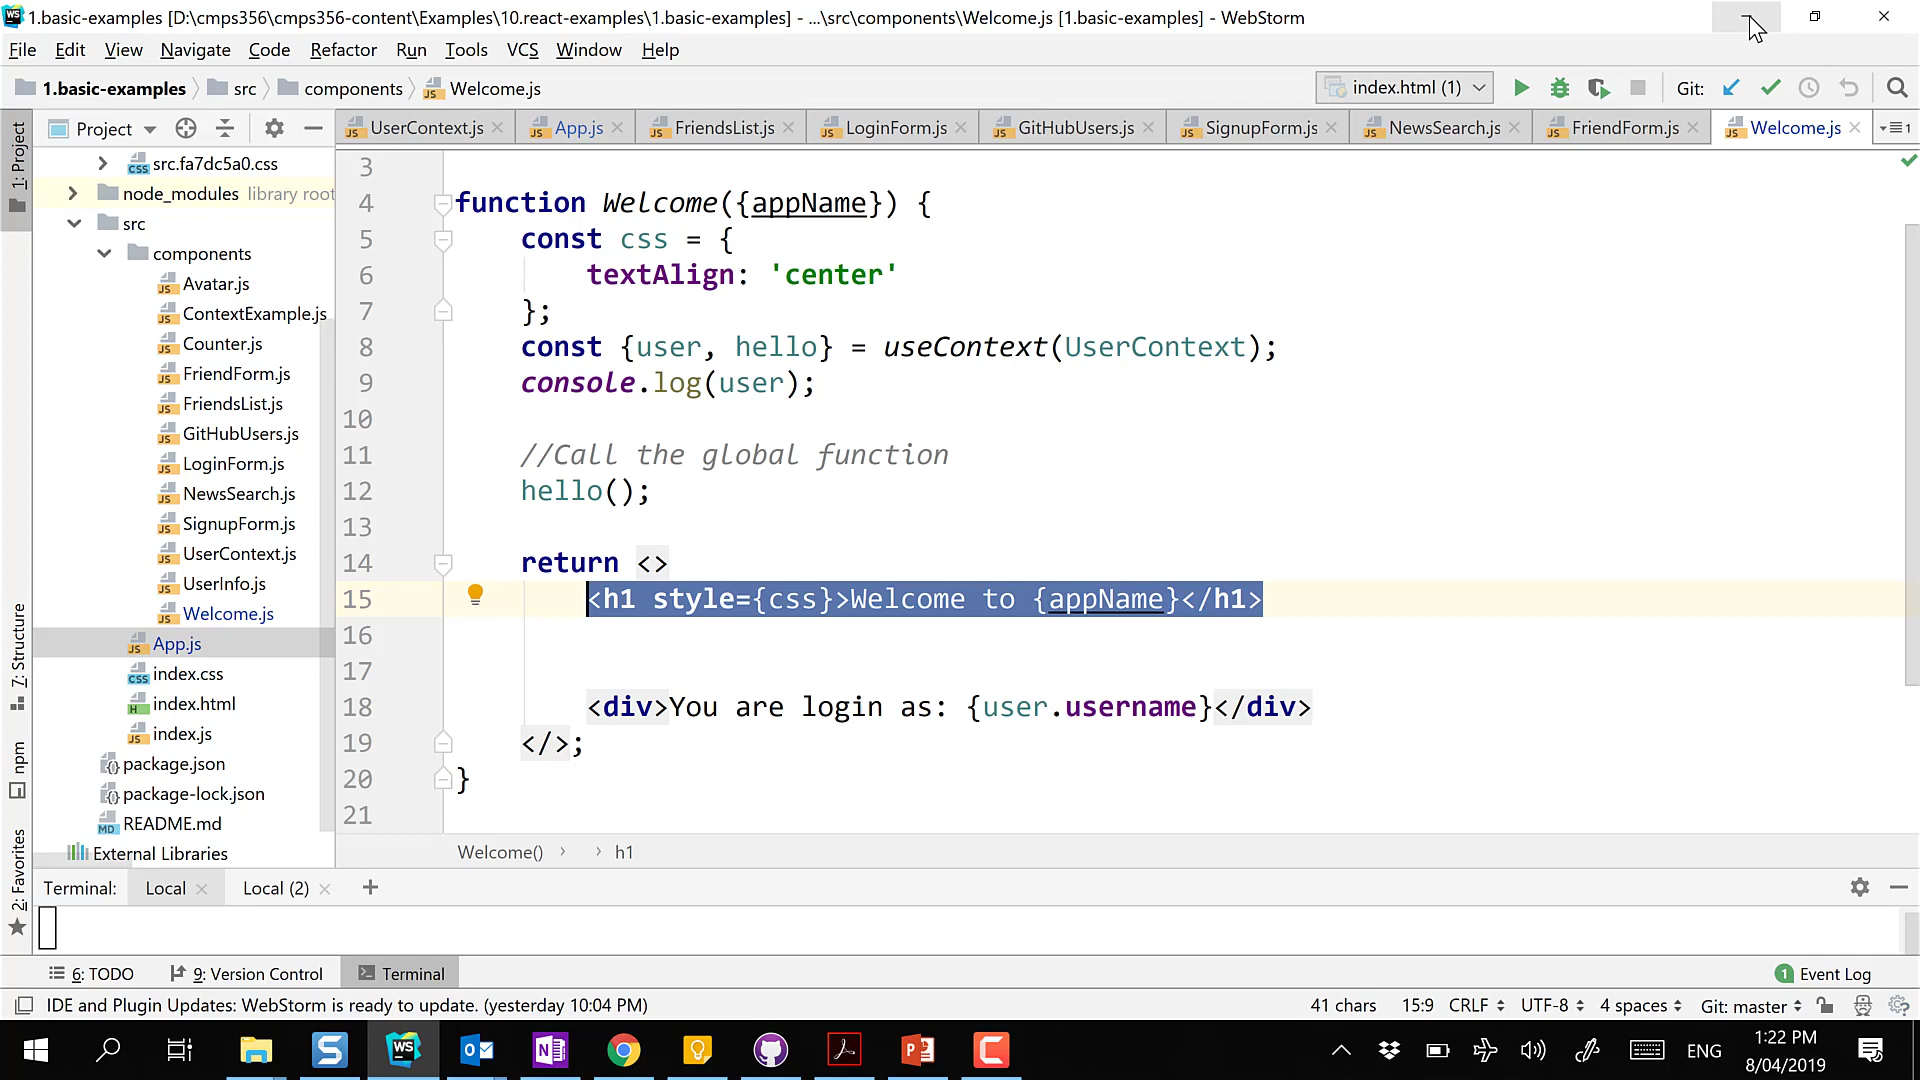 1.basic-examples [D:\cmps356\cmps356-content\Examples\10.react-examples\1.basic-examples] - ...\src\components\Welcome.js [1.basic-examples] - WebStorm
File Edit View Navigate Code Refactor Run Tools VCS Window Help
1.basic-examples src components Welcome.js index.html (1) Git:
1: Project
Project
UserContext.js App.js FriendsList.js LoginForm.js GitHubUsers.js SignupForm.js NewsSearch.js FriendForm.js Welcome.js 1
src.fa7dc5a0.css
node_modules library root
src
components
Avatar.js
ContextExample.js
Counter.js
FriendForm.js
FriendsList.js
GitHubUsers.js
LoginForm.js
NewsSearch.js
SignupForm.js
UserContext.js
UserInfo.js
Welcome.js
App.js
index.css
index.html
index.js
package.json
package-lock.json
README.md
External Libraries
7: Structure
npm
2: Favorites
3
4 function Welcome({appName}) {
5 const css = {
6 textAlign: 'center'
7 };
8 const {user, hello} = useContext(UserContext);
9 console.log(user);
10
11 //Call the global function
12 hello();
13
14 return <>
15 <h1 style={css}>Welcome to {appName}</h1>
16
17
18 <div>You are login as: {user.username}</div>
19 </>;
20 }
21
Welcome() h1
Terminal: Local Local (2)
6: TODO 9: Version Control Terminal 1 Event Log
IDE and Plugin Updates: WebStorm is ready to update. (yesterday 10:04 PM) 41 chars 15:9 CRLF UTF-8 4 spaces Git: master
ENG 1:22 PM
8/04/2019